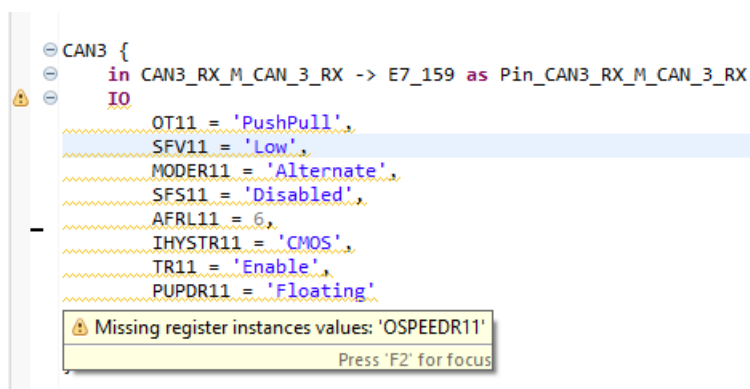 CAN3 {
in CAN3_RX_M_CAN_3_RX -> E7_159 as Pin_CAN3_RX_M_CAN_3_RX
IO
OT11 = 'PushPull',
SFV11 = 'Low',
MODER11 = 'Alternate',
SFS11 = 'Disabled',
AFRL11 = 6,
IHYSTR11 = 'CMOS',
TR11 = 'Enable',
PUPDR11 = 'Floating'
Missing register instances values: 'OSPEEDR11'
Press 'F2' for focus